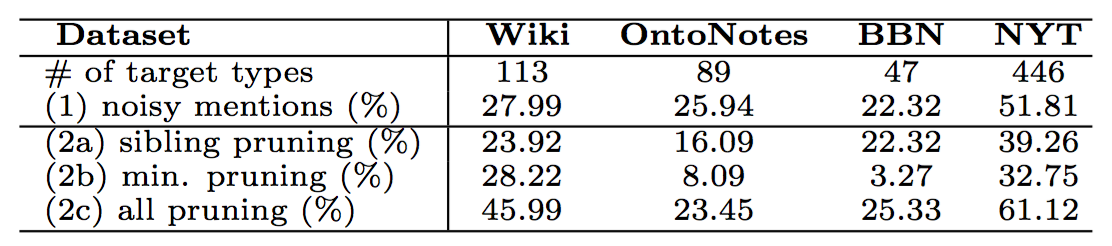 Dataset Wiki OntoNotes BBN NYT
# of target types 113 89 47 446
(1) noisy mentions (%) 27.99 25.94 22.32 51.81
(2a) sibling pruning (%) 23.92 16.09 22.32 39.26
(2b) min. pruning (%) 28.22 8.09 3.27 32.75
(2c) all pruning (%) 45.99 23.45 25.33 61.12